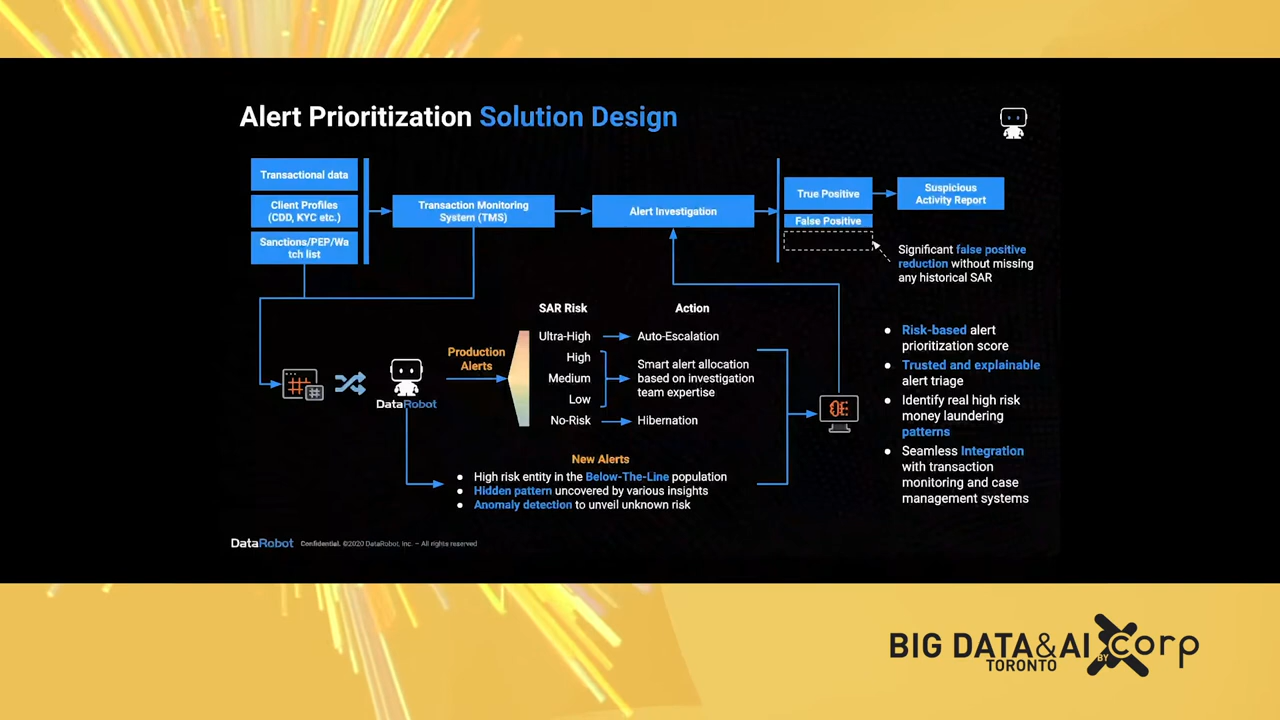 Alert Prioritization Solution Design
Transactional data
Client Profiles
(CDD, KYC etc.)
Sanctions/PEP/Wa
tch list
Transaction Monitoring
System (TMS)
Alert Investigation
True Positive
False Positive
Suspicious
Activity Report
Significant false positive
reduction without missing
any historical SAR
SAR Risk
Action
Production
Alerts
Ultra-High
Auto-Escalation
High
Medium
Low
Smart alert allocation
based on investigation
team expertise
No-Risk
Hibernation
DataRobot
New Alerts
● High risk entity in the Below-The-Line population
● Hidden pattern uncovered by various insights
● Anomaly detection to unveil unknown risk
● Risk-based alert
prioritization score
● Trusted and explainable
alert triage
● Identify real high risk
money laundering
patterns
● Seamless Integration
with transaction
monitoring and case
management systems
DataRobot Confidential. ©2020 DataRobot, Inc. – All rights reserved
BIG DATA&AI
TORONTO
BY
corp